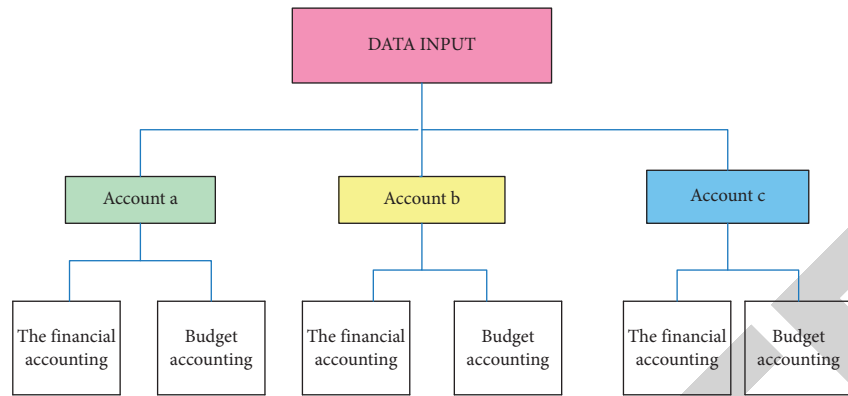 DATA INPUT
Account a
Account b
Account c
The financial
accounting
Budget
accounting
The financial
accounting
Budget
accounting
The financial
accounting
Budget
accounting